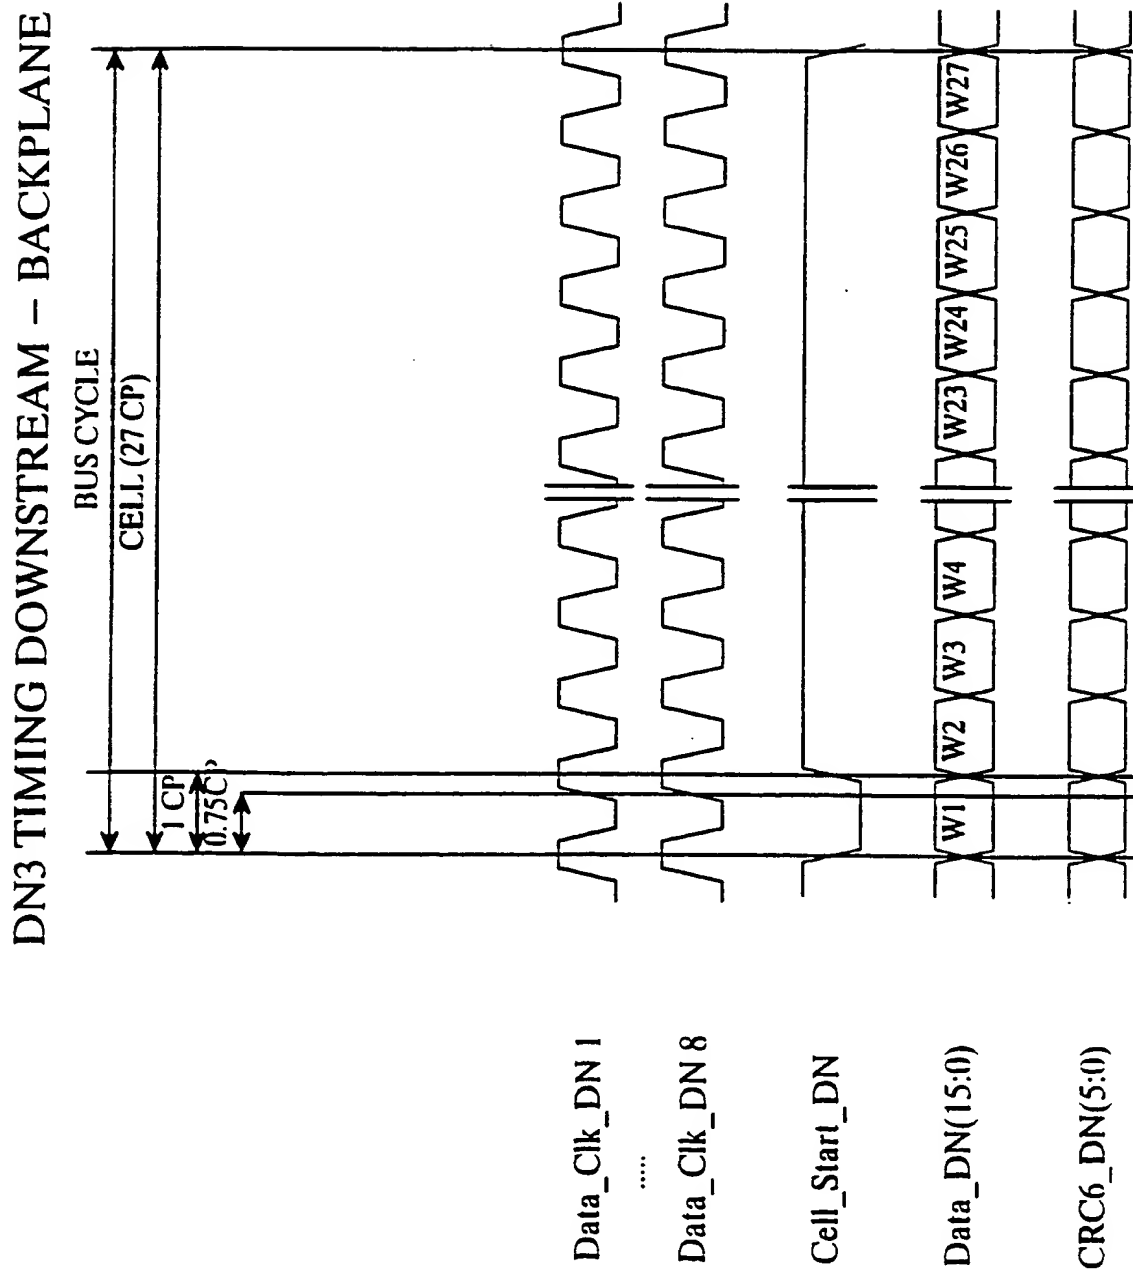 DN3 TIMING DOWNSTREAM – BACKPLANE
BUS CYCLE
CELL (27 CP)
1 CP
0.75CP
Data_Clk_DN 1
.....
Data_Clk_DN 8
Cell_Start_DN
Data_DN(15:0)
W1 W2 W3 W4 W23 W24 W25 W26 W27
CRC6_DN(5:0)